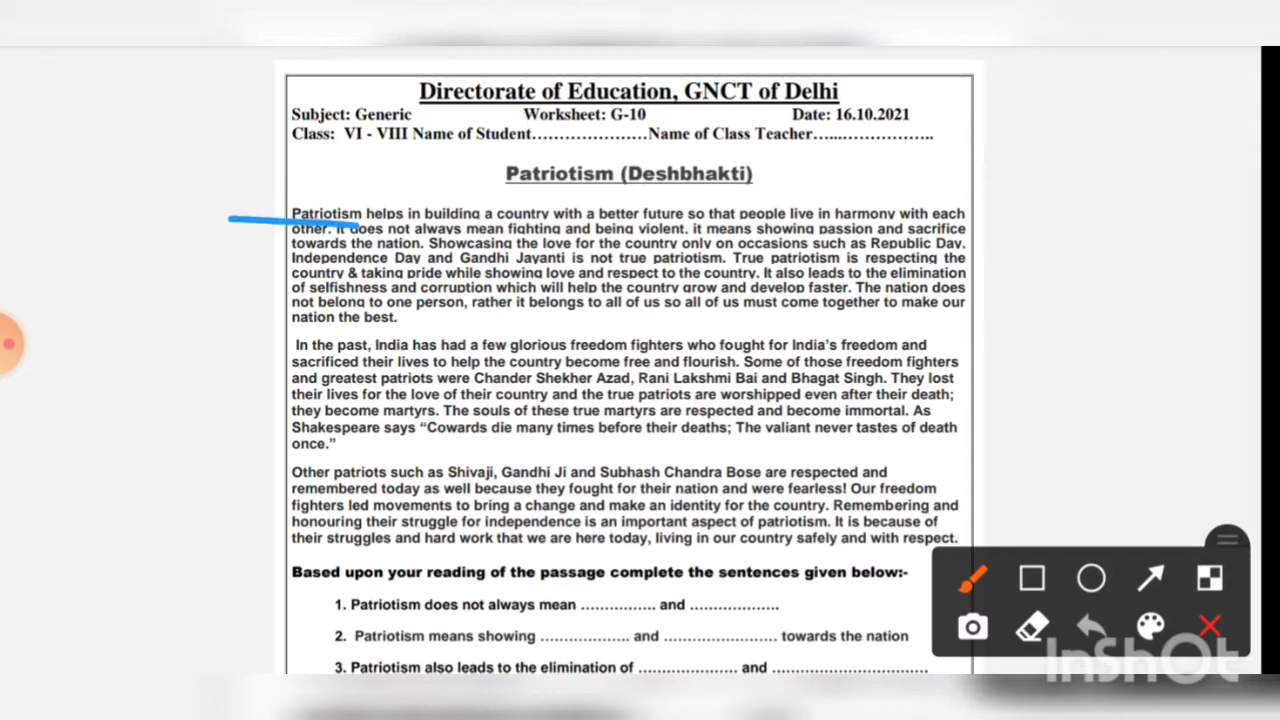 Directorate of Education, GNCT of Delhi
Subject: Generic Worksheet: G-10 Date: 16.10.2021
Class: VI - VIII Name of Student………………… Name of Class Teacher…...……………..
Patriotism (Deshbhakti)
Patriotism helps in building a country with a better future so that people live in harmony with each
other. It does not always mean fighting and being violent, it means showing passion and sacrifice
towards the nation. Showcasing the love for the country only on occasions such as Republic Day,
Independence Day and Gandhi Jayanti is not true patriotism. True patriotism is respecting the
country & taking pride while showing love and respect to the country. It also leads to the elimination
of selfishness and corruption which will help the country grow and develop faster. The nation does
not belong to one person, rather it belongs to all of us so all of us must come together to make our
nation the best.
In the past, India has had a few glorious freedom fighters who fought for India's freedom and
sacrificed their lives to help the country become free and flourish. Some of those freedom fighters
and greatest patriots were Chander Shekher Azad, Rani Lakshmi Bai and Bhagat Singh. They lost
their lives for the love of their country and the true patriots are worshipped even after their death;
they become martyrs. The souls of these true martyrs are respected and become immortal. As
Shakespeare says “Cowards die many times before their deaths; The valiant never tastes of death
once.”
Other patriots such as Shivaji, Gandhi Ji and Subhash Chandra Bose are respected and
remembered today as well because they fought for their nation and were fearless! Our freedom
fighters led movements to bring a change and make an identity for the country. Remembering and
honouring their struggle for independence is an important aspect of patriotism. It is because of
their struggles and hard work that we are here today, living in our country safely and with respect.
Based upon your reading of the passage complete the sentences given below:-
1. Patriotism does not always mean …………… and ……………….
2. Patriotism means showing ……………… and ………………….. towards the nation
3. Patriotism also leads to the elimination of ……………….. and …………………………..
InShOt